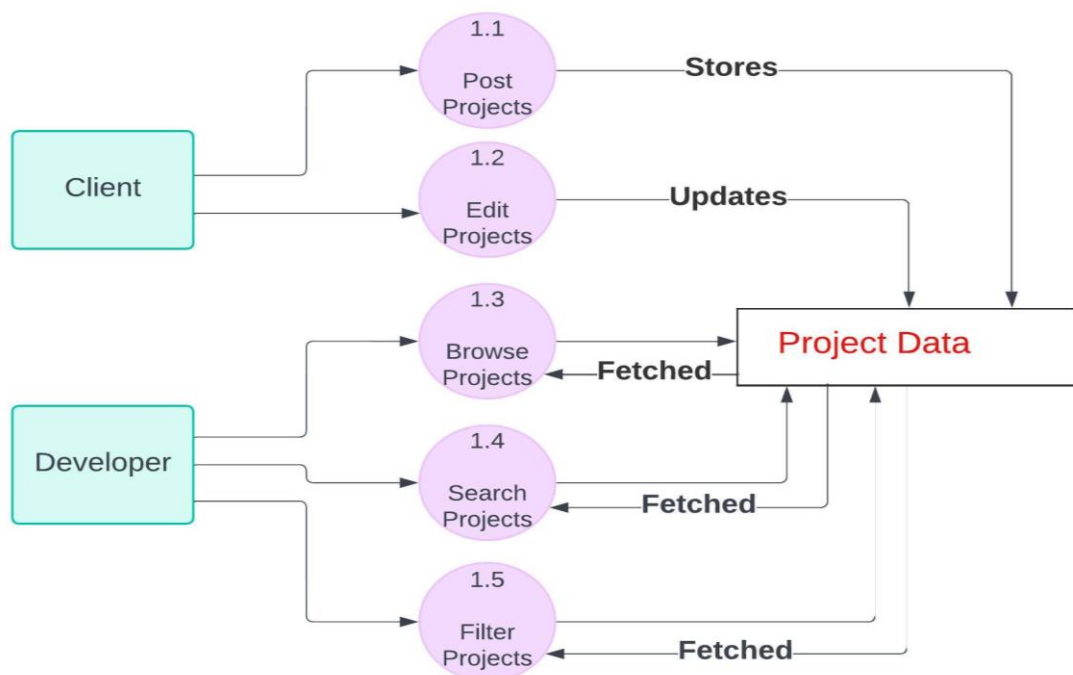 1.1
Post
Projects
Stores
Client
1.2
Edit
Projects
Updates
1.3
Browse
Projects
Fetched
Project Data
Developer
1.4
Search
Projects
Fetched
1.5
Filter
Projects
Fetched